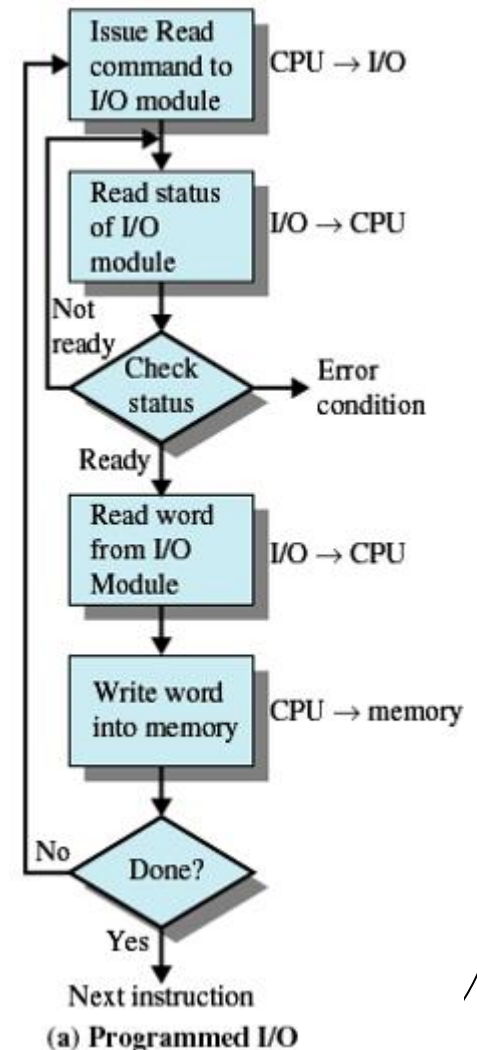 Issue Read
command to
I/O module
CPU → I/O
Read status
of I/O
module
I/O → CPU
Not
ready
Check
status
Error
condition
Ready
Read word
from I/O
Module
I/O → CPU
Write word
into memory
CPU → memory
No
Done?
Yes
Next instruction
(a) Programmed I/O